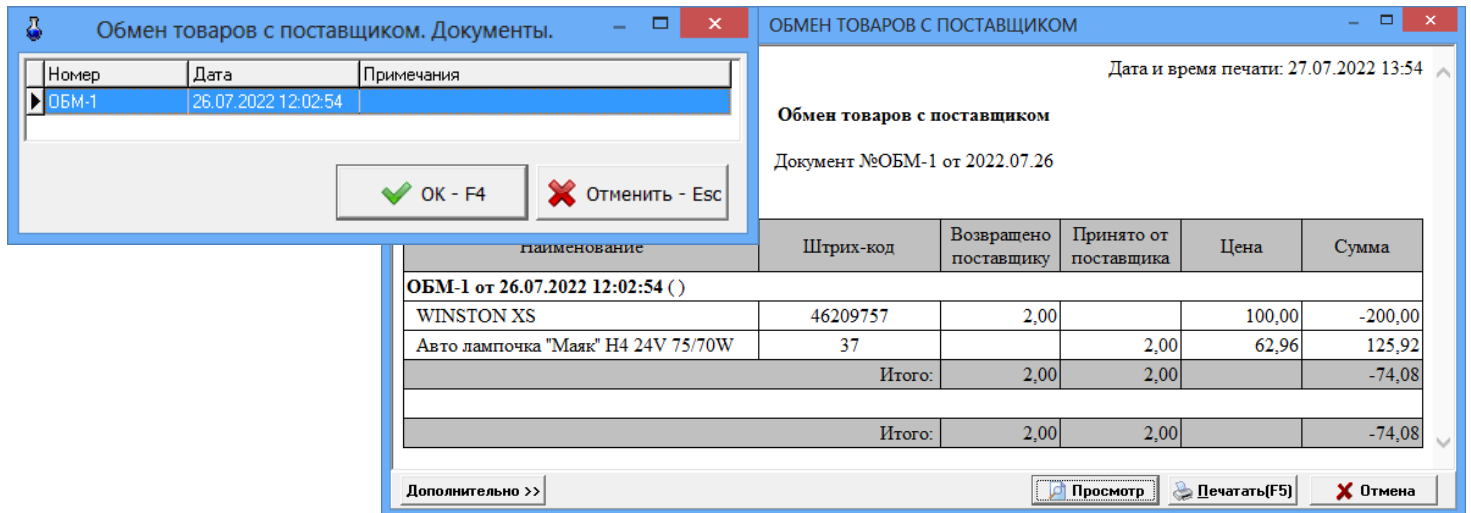 Обмен товаров с поставщиком. Документы.
Номер Дата Примечания
ОБМ-1 26.07.2022 12:02:54
ОК - F4 Отменить - Esc
ОБМЕН ТОВАРОВ С ПОСТАВЩИКОМ
Дата и время печати: 27.07.2022 13:54
Обмен товаров с поставщиком
Документ №ОБМ-1 от 2022.07.26
Наименование Штрих-код Возвращено поставщику Принято от поставщика Цена Сумма
ОБМ-1 от 26.07.2022 12:02:54 ( )
WINSTON XS 46209757 2,00 100,00 -200,00
Авто лампочка "Маяк" H4 24V 75/70W 37 2,00 62,96 125,92
Итого: 2,00 2,00 -74,08
Итого: 2,00 2,00 -74,08
Дополнительно >> Просмотр Печатать(F5) Отмена